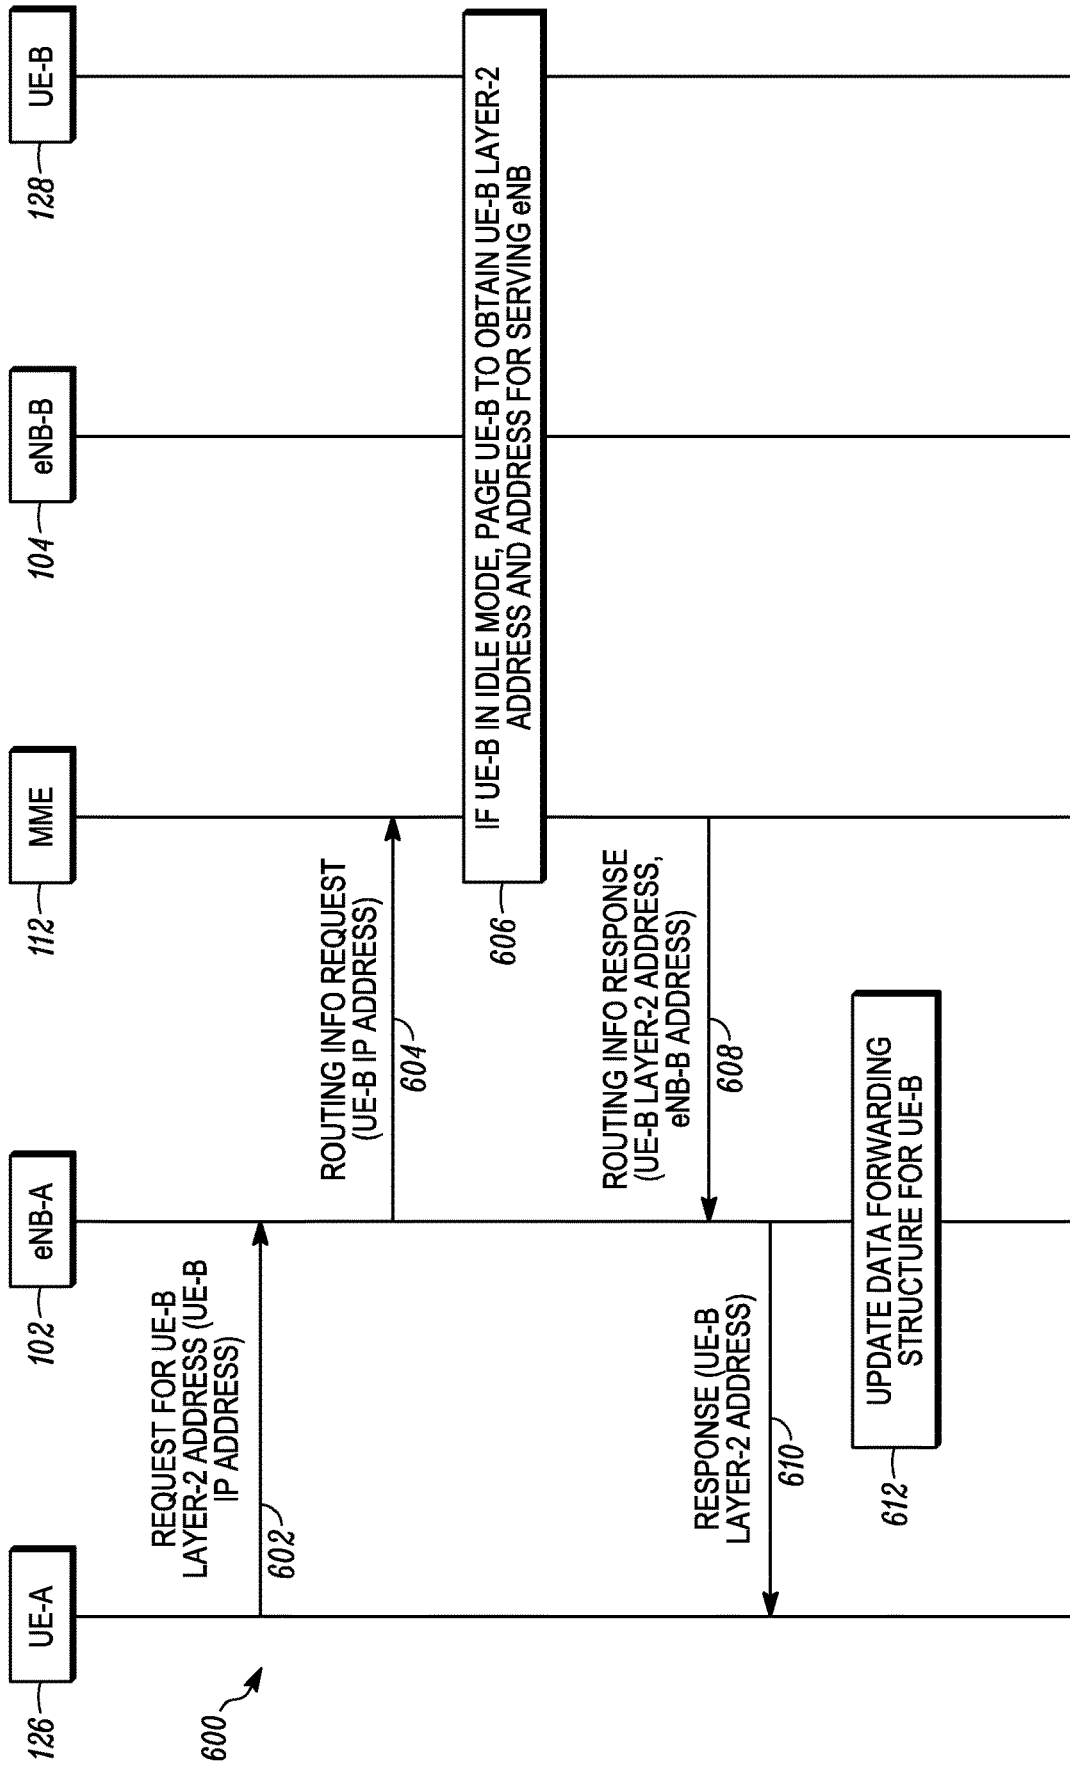 UE-A
126
eNB-A
102
MME
112
eNB-B
104
UE-B
128
600
REQUEST FOR UE-B
LAYER-2 ADDRESS (UE-B
IP ADDRESS)
602
ROUTING INFO REQUEST
(UE-B IP ADDRESS)
604
IF UE-B IN IDLE MODE, PAGE UE-B TO OBTAIN UE-B LAYER-2
ADDRESS AND ADDRESS FOR SERVING eNB
606
ROUTING INFO RESPONSE
(UE-B LAYER-2 ADDRESS,
eNB-B ADDRESS)
608
RESPONSE (UE-B
LAYER-2 ADDRESS)
610
UPDATE DATA FORWARDING
STRUCTURE FOR UE-B
612